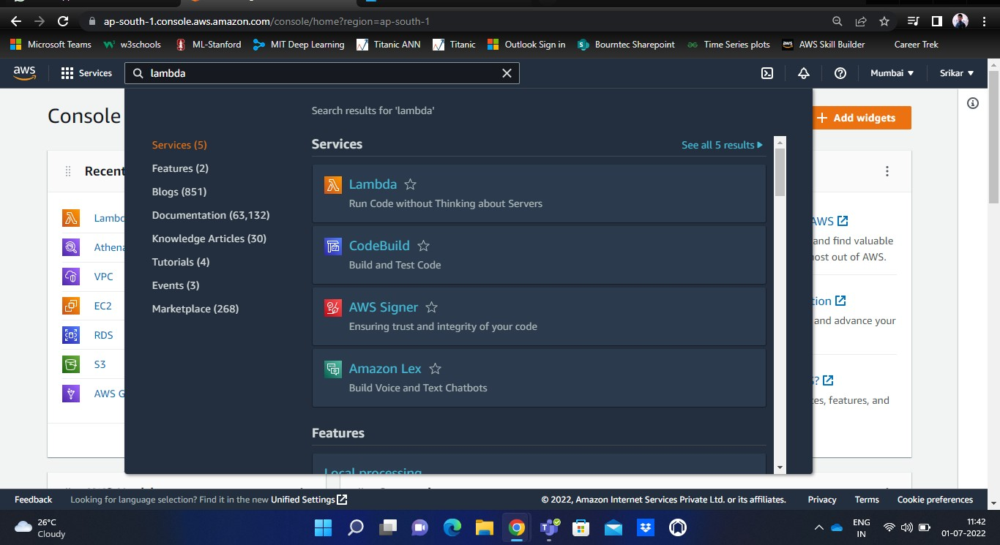 ap-south-1.console.aws.amazon.com/console/home?region=ap-south-1
Microsoft Teams w3schools ML-Stanford MIT Deep Learning Titanic ANN Titanic Outlook Sign in Bourntec Sharepoint Time Series plots AWS Skill Builder Career Trek
aws Services lambda Mumbai Srikar
Console
Search results for 'lambda'
Add widgets
Services (5)
Features (2)
Blogs (851)
Documentation (63,132)
Knowledge Articles (30)
Tutorials (4)
Events (3)
Marketplace (268)
Services
See all 5 results
Lambda
Run Code without Thinking about Servers
CodeBuild
Build and Test Code
AWS Signer
Ensuring trust and integrity of your code
Amazon Lex
Build Voice and Text Chatbots
Features
Local processing
Recent
VPC
EC2
RDS
S3
AWS G
AWS
and find valuable
ost out of AWS.
tion
and advance your
s?
es, features, and
Feedback Looking for language selection? Find it in the new Unified Settings © 2022, Amazon Internet Services Private Ltd. or its affiliates. Privacy Terms Cookie preferences
26°C
Cloudy
ENG
IN
11:42
01-07-2022